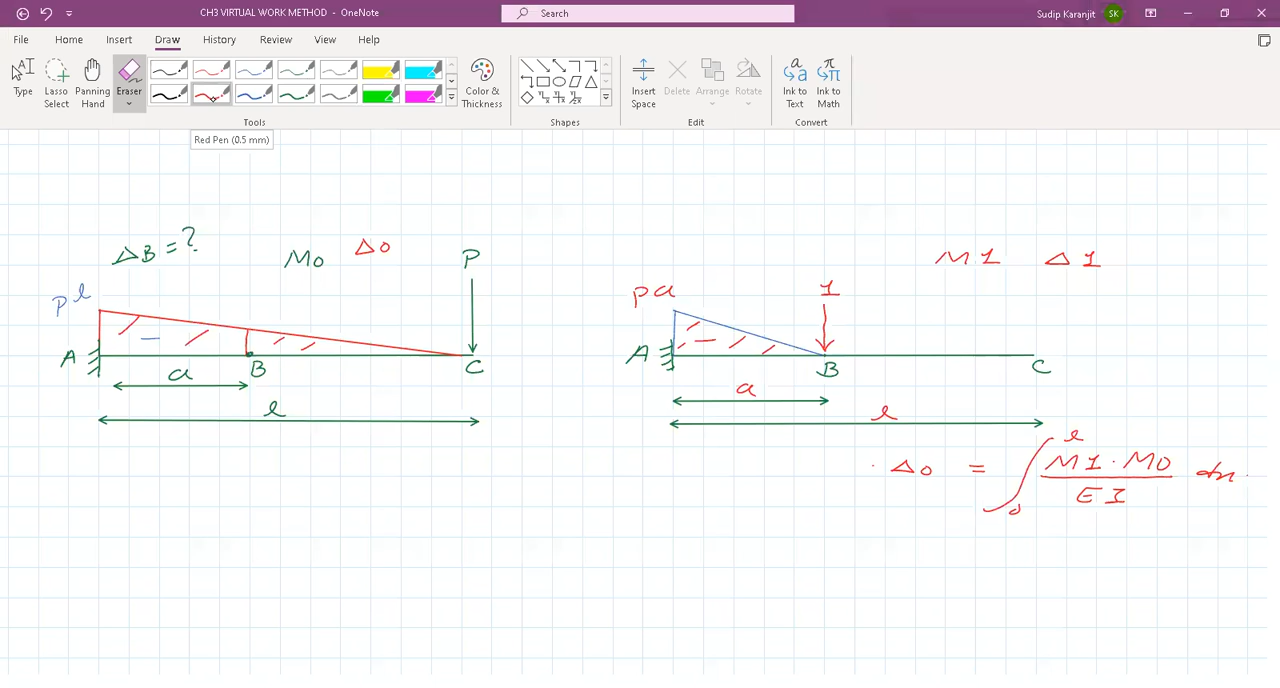 CH3 VIRTUAL WORK METHOD - OneNote
Search
Sudip Karanjit
SK
File Home Insert Draw History Review View Help
Type
Lasso Select
Panning Hand
Eraser
Color & Thickness
Insert Space
Delete
Arrange
Rotate
Ink to Text
Ink to Math
Tools
Shapes
Edit
Convert
Red Pen (0.5 mm)
ΔB = ?
M0 Δ0
P
Pl
A
B
C
a
l
M1 Δ1
Pa
1
A
B
C
a
l
Δ0 = ∫₀ˡ M1 · M0 / EI dx